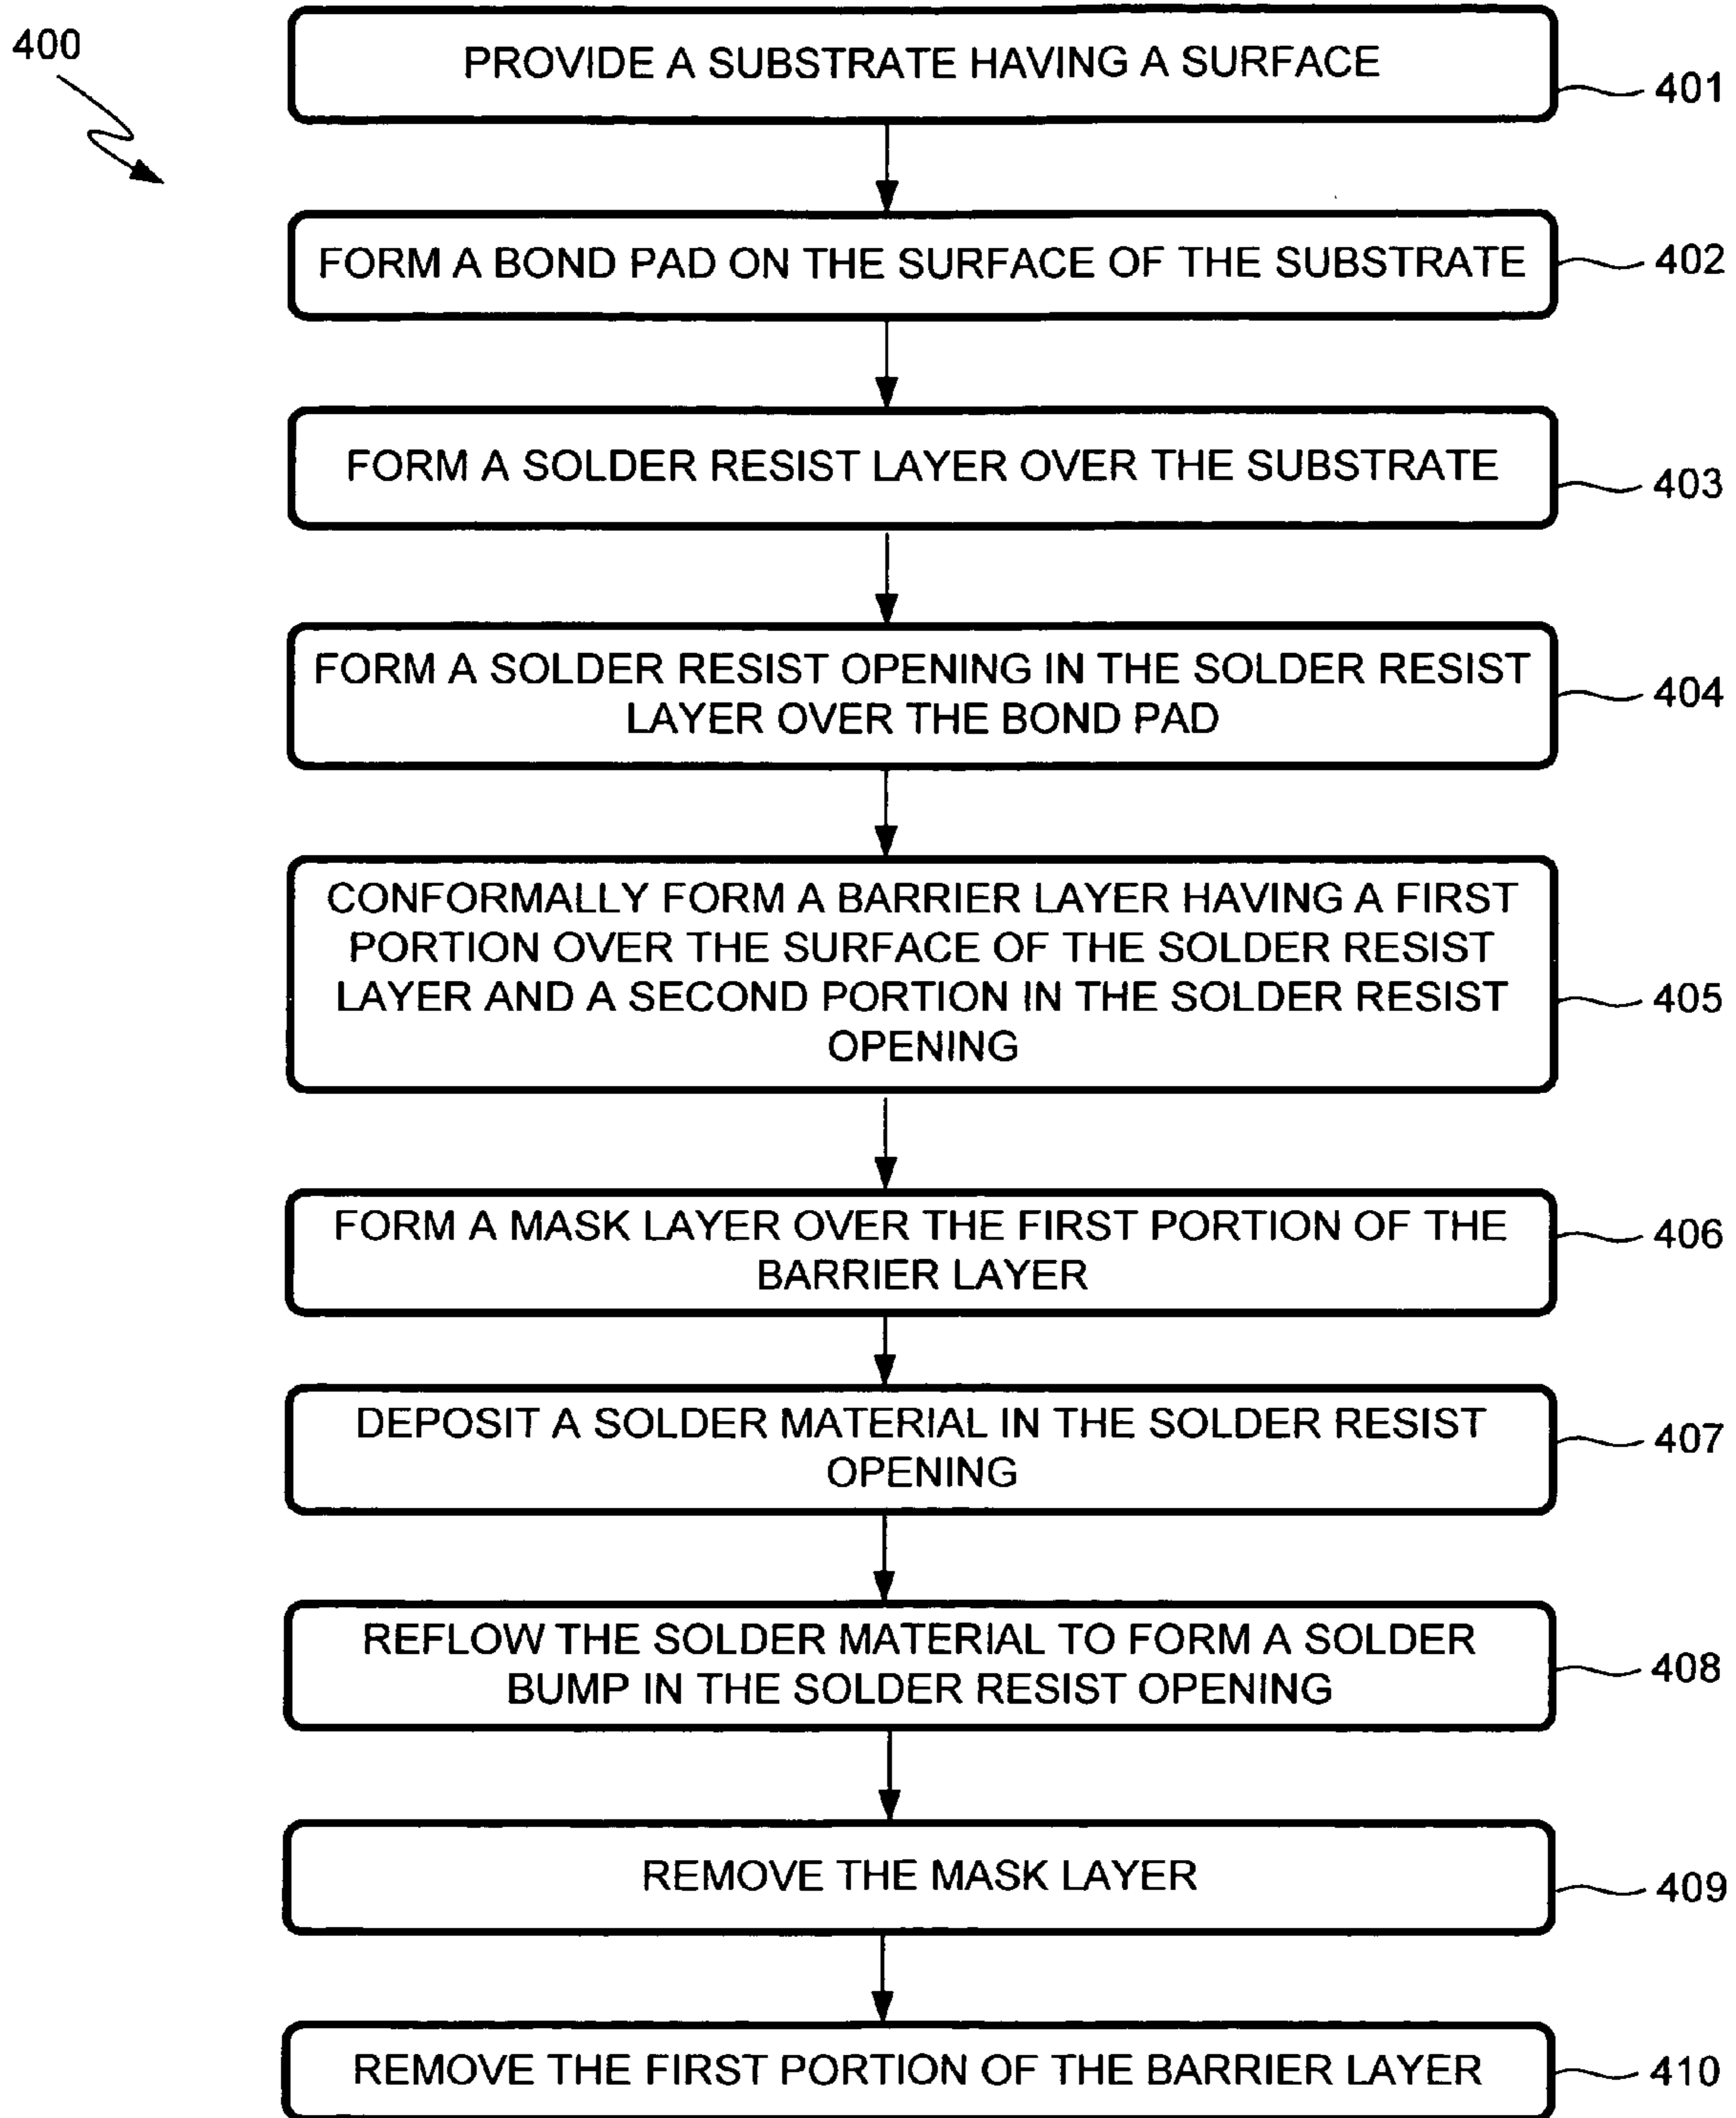 400
PROVIDE A SUBSTRATE HAVING A SURFACE
401
FORM A BOND PAD ON THE SURFACE OF THE SUBSTRATE
402
FORM A SOLDER RESIST LAYER OVER THE SUBSTRATE
403
FORM A SOLDER RESIST OPENING IN THE SOLDER RESIST
LAYER OVER THE BOND PAD
404
CONFORMALLY FORM A BARRIER LAYER HAVING A FIRST
PORTION OVER THE SURFACE OF THE SOLDER RESIST
LAYER AND A SECOND PORTION IN THE SOLDER RESIST
OPENING
405
FORM A MASK LAYER OVER THE FIRST PORTION OF THE
BARRIER LAYER
406
DEPOSIT A SOLDER MATERIAL IN THE SOLDER RESIST
OPENING
407
REFLOW THE SOLDER MATERIAL TO FORM A SOLDER
BUMP IN THE SOLDER RESIST OPENING
408
REMOVE THE MASK LAYER
409
REMOVE THE FIRST PORTION OF THE BARRIER LAYER
410